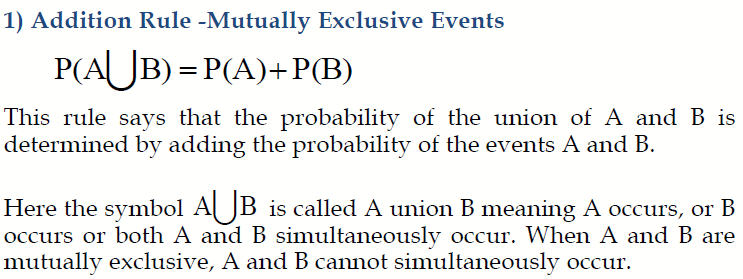 1) Addition Rule -Mutually Exclusive Events
P(A⋃B) = P(A)+P(B)
This rule says that the probability of the union of A and B is
determined by adding the probability of the events A and B.
Here the symbol A⋃B is called A union B meaning A occurs, or B
occurs or both A and B simultaneously occur. When A and B are
mutually exclusive, A and B cannot simultaneously occur.